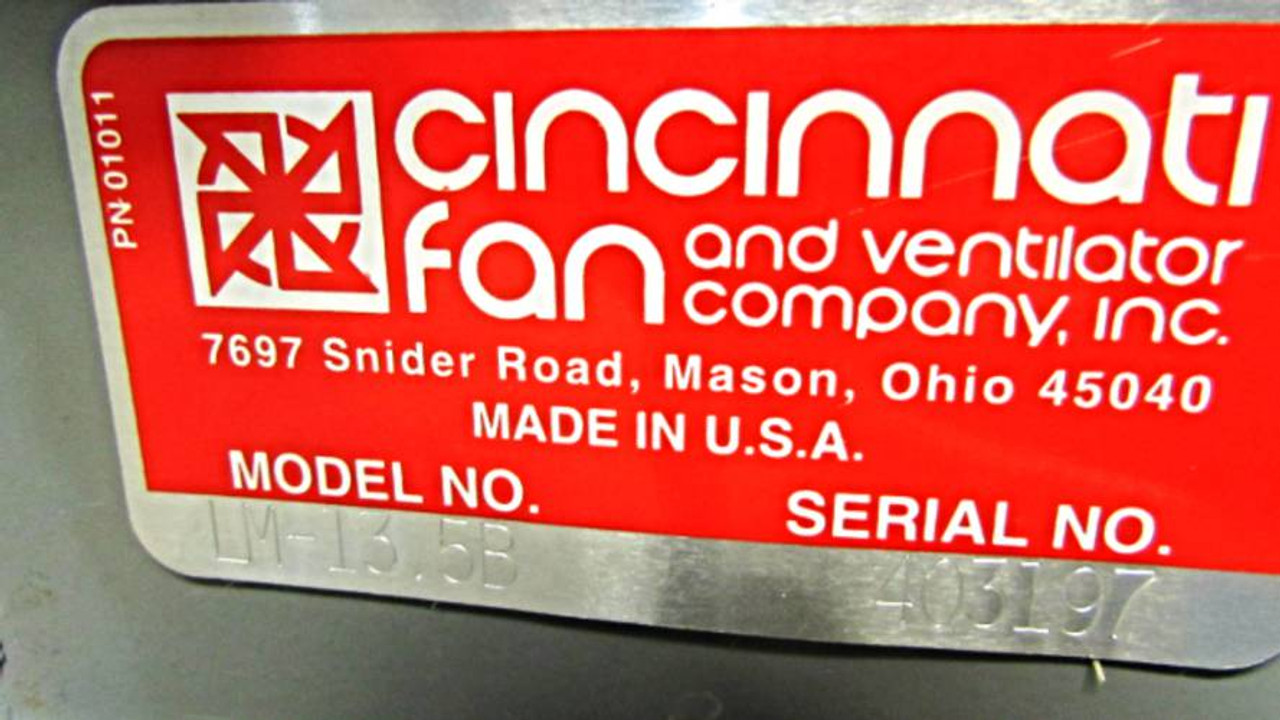 PN 01011
cincinnati
fan and ventilator
company, inc.
7697 Snider Road, Mason, Ohio 45040
MADE IN U.S.A.
MODEL NO. SERIAL NO.
LM-13.5B 403197